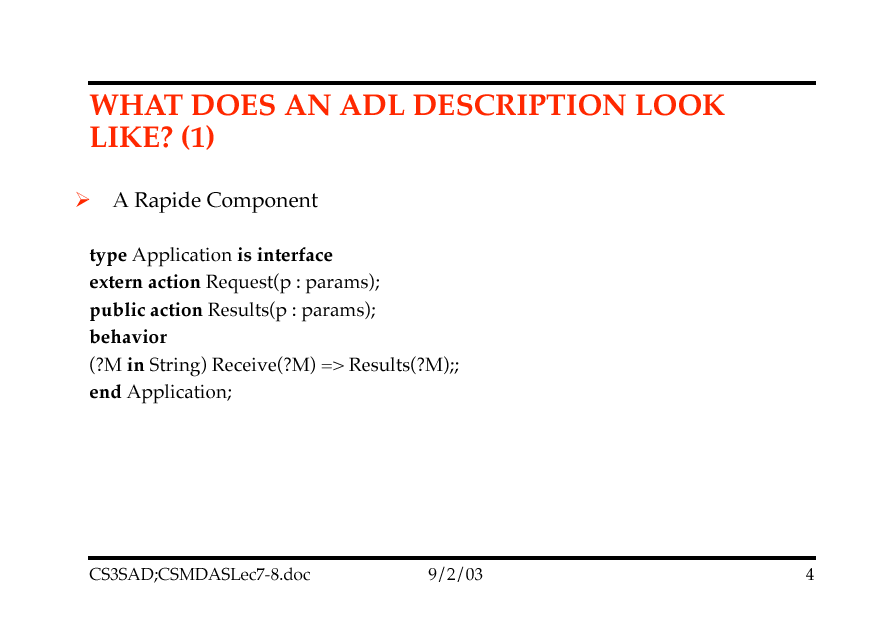 WHAT DOES AN ADL DESCRIPTION LOOK
LIKE? (1)
A Rapide Component
type Application is interface
extern action Request(p : params);
public action Results(p : params);
behavior
(?M in String) Receive(?M) => Results(?M);;
end Application;
CS3SAD;CSMDASLec7-8.doc 9/2/03 4